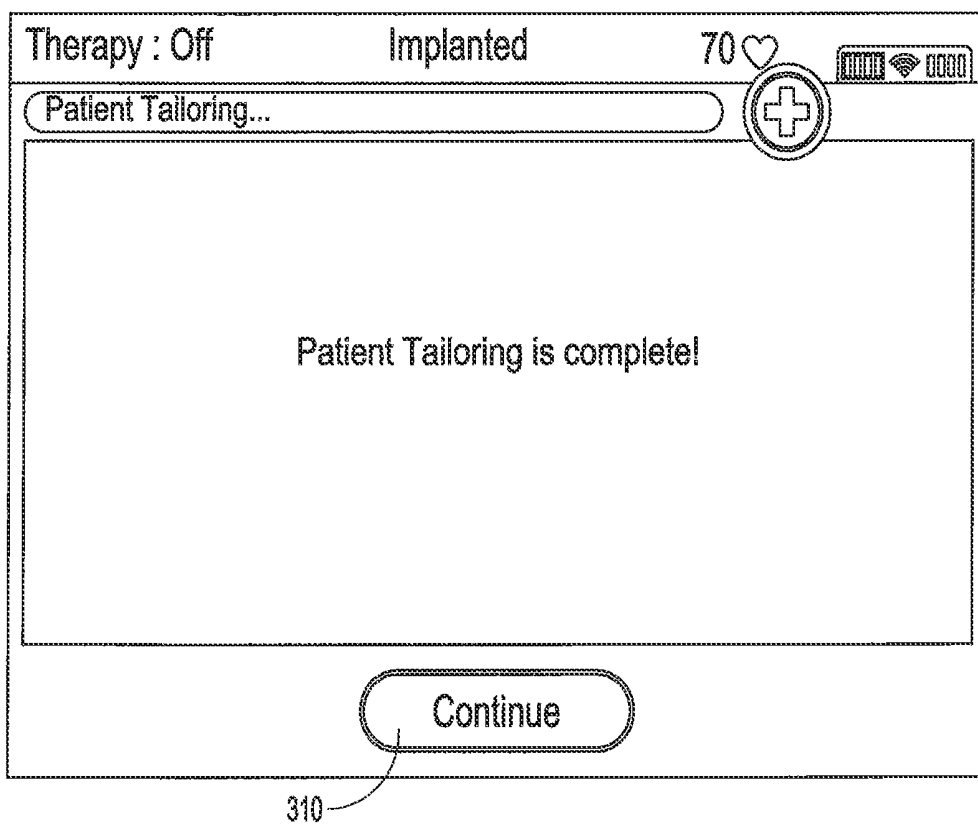 Therapy : Off Implanted 70
Patient Tailoring...
Patient Tailoring is complete!
Continue
310